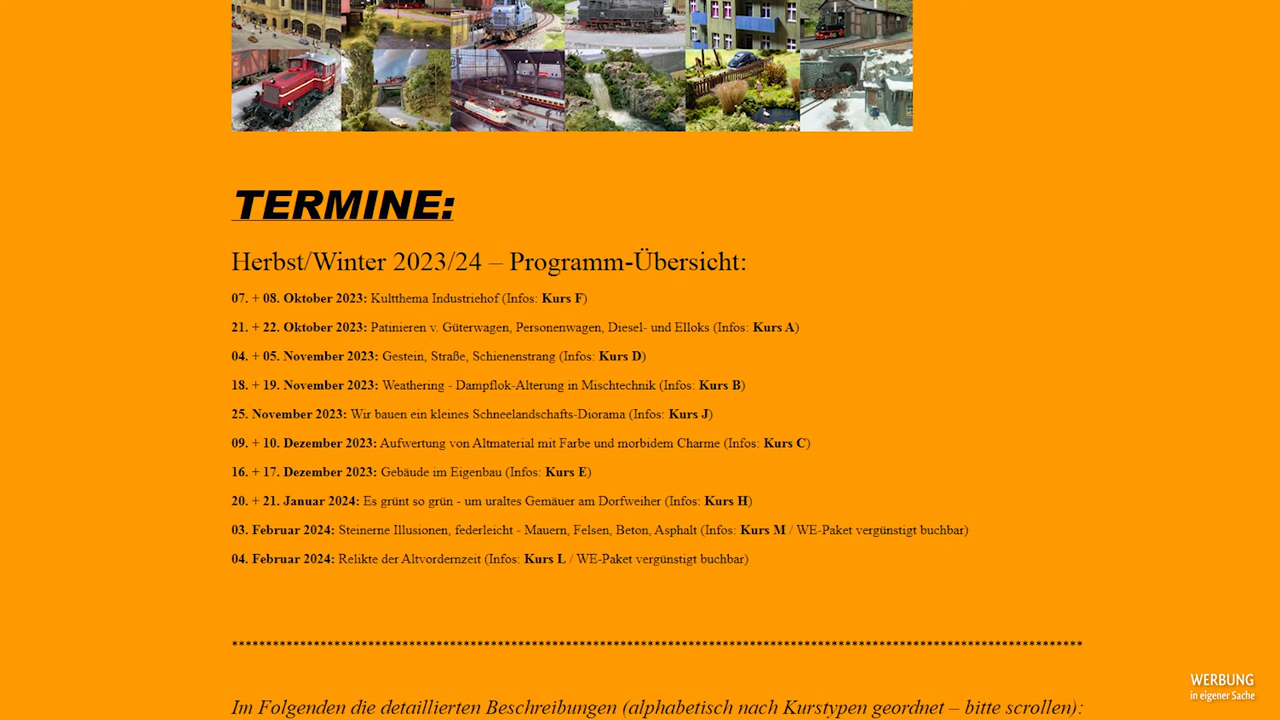 TERMINE:
Herbst/Winter 2023/24 – Programm-Übersicht:
07. + 08. Oktober 2023: Kultthema Industriehof (Infos: Kurs F)
21. + 22. Oktober 2023: Patinieren v. Güterwagen, Personenwagen, Diesel- und Elloks (Infos: Kurs A)
04. + 05. November 2023: Gestein, Straße, Schienenstrang (Infos: Kurs D)
18. + 19. November 2023: Weathering - Dampflok-Alterung in Mischtechnik (Infos: Kurs B)
25. November 2023: Wir bauen ein kleines Schneelandschafts-Diorama (Infos: Kurs J)
09. + 10. Dezember 2023: Aufwertung von Altmaterial mit Farbe und morbidem Charme (Infos: Kurs C)
16. + 17. Dezember 2023: Gebäude im Eigenbau (Infos: Kurs E)
20. + 21. Januar 2024: Es grünt so grün - um uraltes Gemäuer am Dorfweiher (Infos: Kurs H)
03. Februar 2024: Steinerne Illusionen, federleicht - Mauern, Felsen, Beton, Asphalt (Infos: Kurs M / WE-Paket vergünstigt buchbar)
04. Februar 2024: Relikte der Altvordernzeit (Infos: Kurs L / WE-Paket vergünstigt buchbar)
******************************************************************************************************************************
WERBUNG
in eigener Sache
Im Folgenden die detaillierten Beschreibungen (alphabetisch nach Kurstypen geordnet – bitte scrollen):